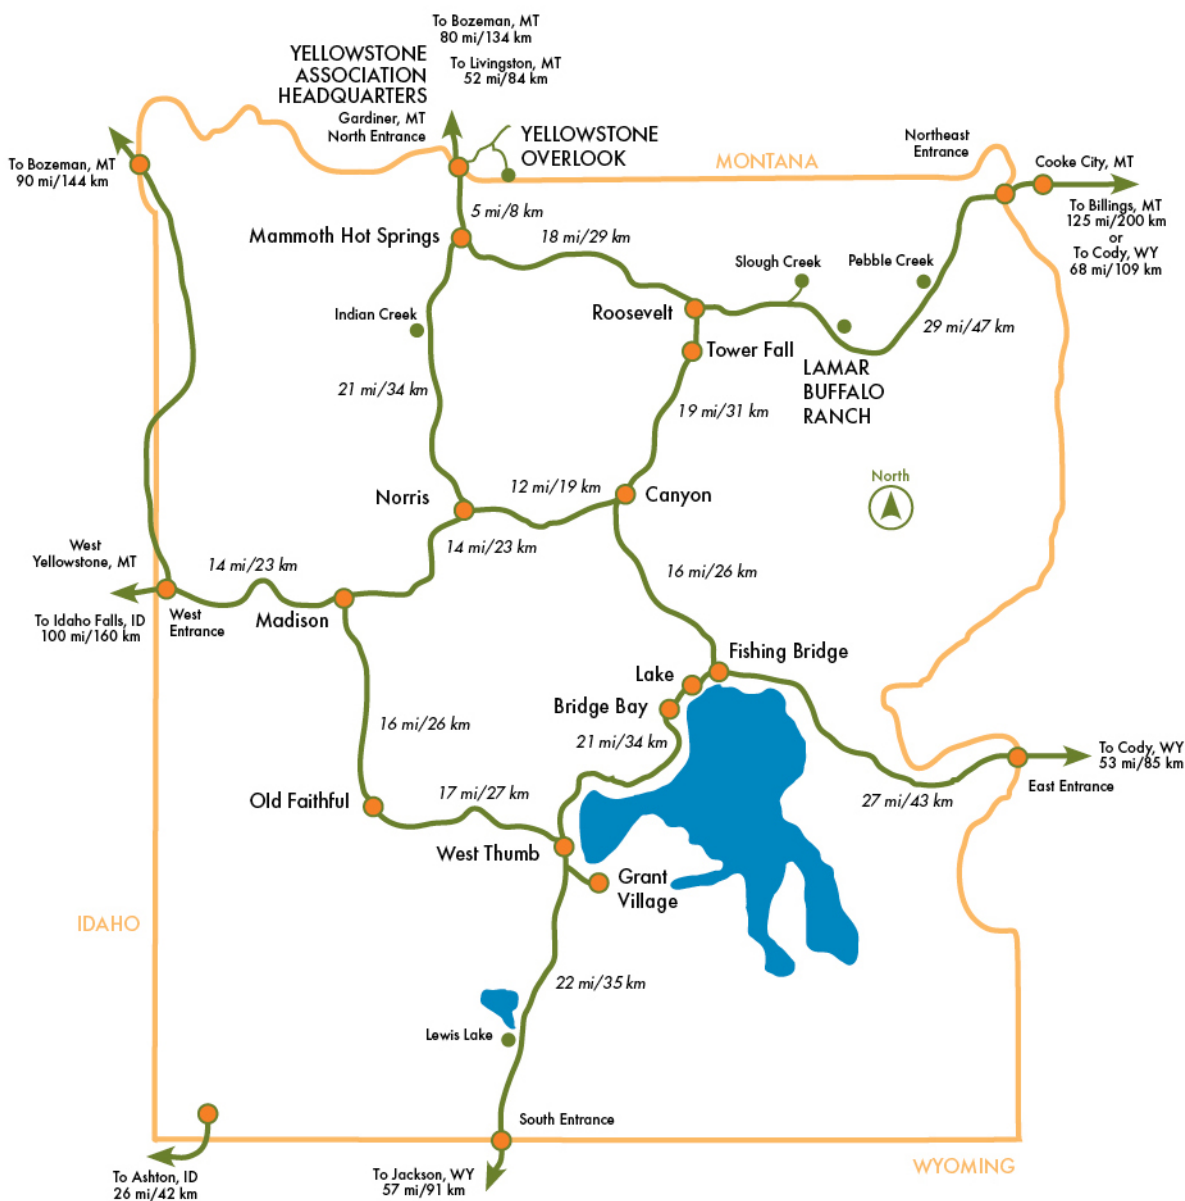 To Bozeman, MT
80 mi/134 km
To Livingston, MT
52 mi/84 km
YELLOWSTONE
ASSOCIATION
HEADQUARTERS
Gardiner, MT
North Entrance
YELLOWSTONE
OVERLOOK
MONTANA
Northeast
Entrance
Cooke City, MT
To Billings, MT
125 mi/200 km
or
To Cody, WY
68 mi/109 km
To Bozeman, MT
90 mi/144 km
5 mi/8 km
Mammoth Hot Springs
18 mi/29 km
Slough Creek
Pebble Creek
Indian Creek
Roosevelt
29 mi/47 km
Tower Fall
LAMAR
BUFFALO
RANCH
21 mi/34 km
19 mi/31 km
North
Norris
12 mi/19 km
Canyon
14 mi/23 km
West
Yellowstone, MT
14 mi/23 km
16 mi/26 km
To Idaho Falls, ID
100 mi/160 km
West
Entrance
Madison
Fishing Bridge
Lake
Bridge Bay
16 mi/26 km
21 mi/34 km
To Cody, WY
53 mi/85 km
East Entrance
27 mi/43 km
Old Faithful
17 mi/27 km
West Thumb
Grant
Village
IDAHO
22 mi/35 km
Lewis Lake
South Entrance
To Ashton, ID
26 mi/42 km
To Jackson, WY
57 mi/91 km
WYOMING